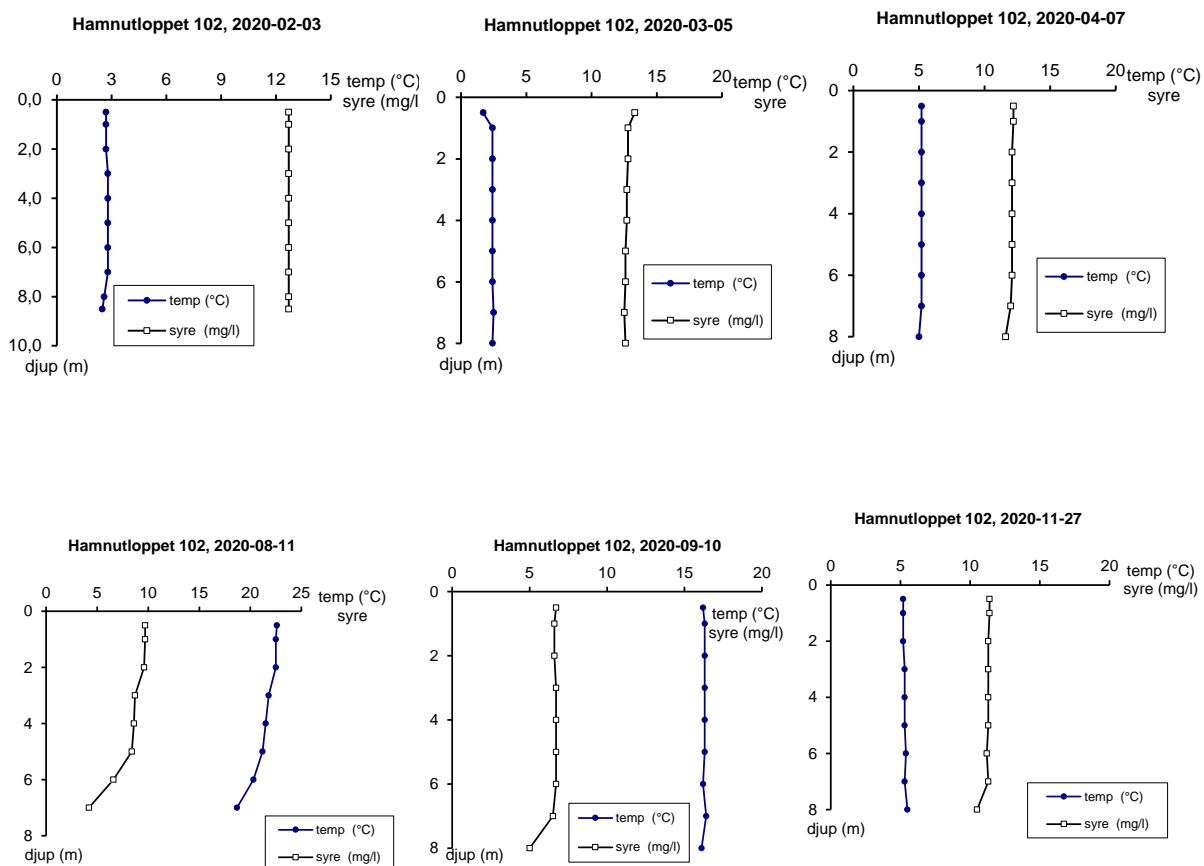 Hamnutloppet 102, 2020-02-03
0 3 6 9 12 15 temp (°C)
syre (mg/l
0,0
2,0
4,0
6,0
8,0
10,0
djup (m)
temp (°C)
syre (mg/l)
Hamnutloppet 102, 2020-03-05
0 5 10 15 20 temp (°C)
syre
0
2
4
6
8
djup (m)
temp (°C)
syre (mg/l)
Hamnutloppet 102, 2020-04-07
0 5 10 15 20 temp (°C)
syre
0
2
4
6
8
djup (m)
temp (°C)
syre (mg/l)
Hamnutloppet 102, 2020-08-11
0 5 10 15 20 25 temp (°C)
syre
0
2
4
6
8
djup (m)
temp (°C)
syre (mg/l)
Hamnutloppet 102, 2020-09-10
0 5 10 15 20
temp (°C)
syre (mg/l)
0
2
4
6
8
djup (m)
temp (°C)
syre (mg/l)
Hamnutloppet 102, 2020-11-27
0 5 10 15 20 temp (°C)
syre (mg/l)
0
2
4
6
8
djup (m)
temp (°C)
syre (mg/l)